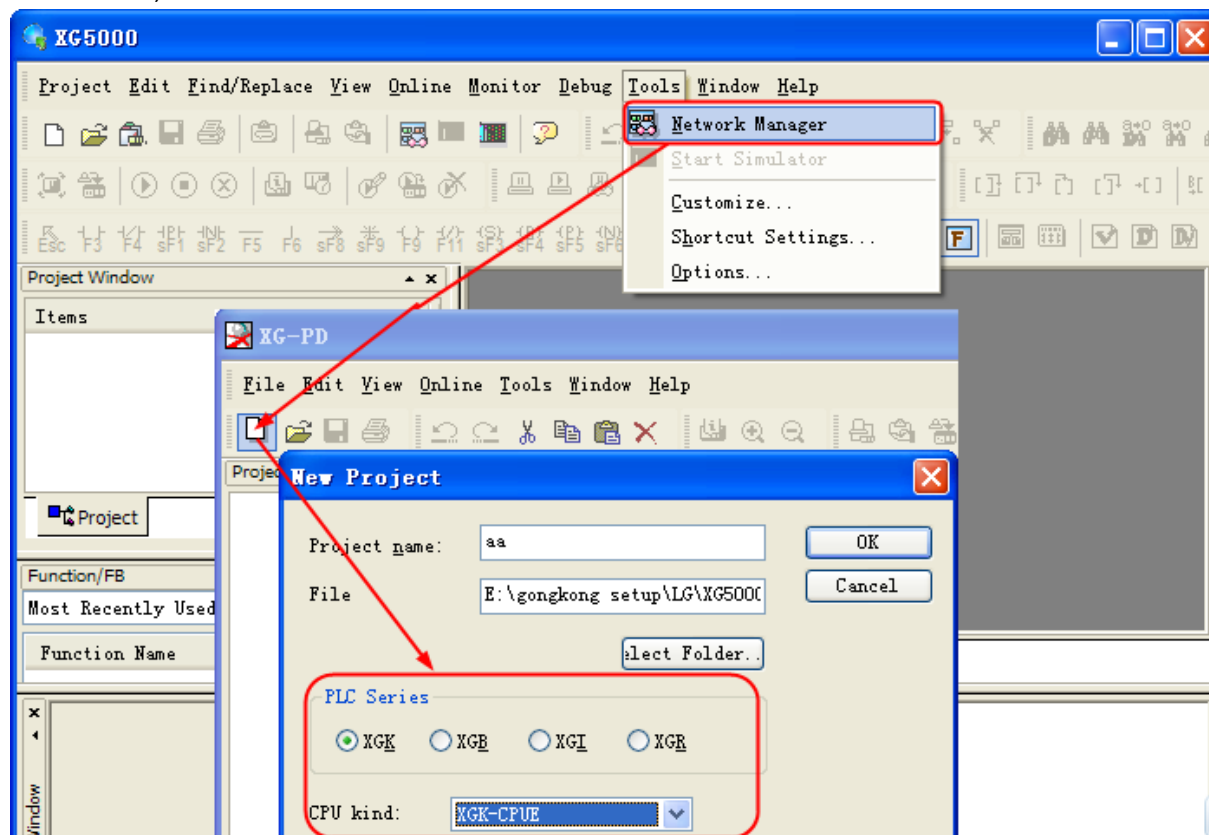 XG5000
Project Edit Find/Replace View Online Monitor Debug Tools Window Help
Network Manager
Start Simulator
Customize...
Shortcut Settings...
Options...
Esc F3 F4 sF1 sF2 F5 F6 sF8 sF9 F9 F11 sF3 sF4 sF5 sF6
F
Project Window
Items
XG-PD
File Edit View Online Tools Window Help
New Project
Project
Project name: aa
OK
File E:\gongkong setup\LG\XG5000
Cancel
Function/FB
Most Recently Used
Function Name
elect Folder..
PLC Series
XGK XGB XGI XGR
CPU kind: XGK-CPUE